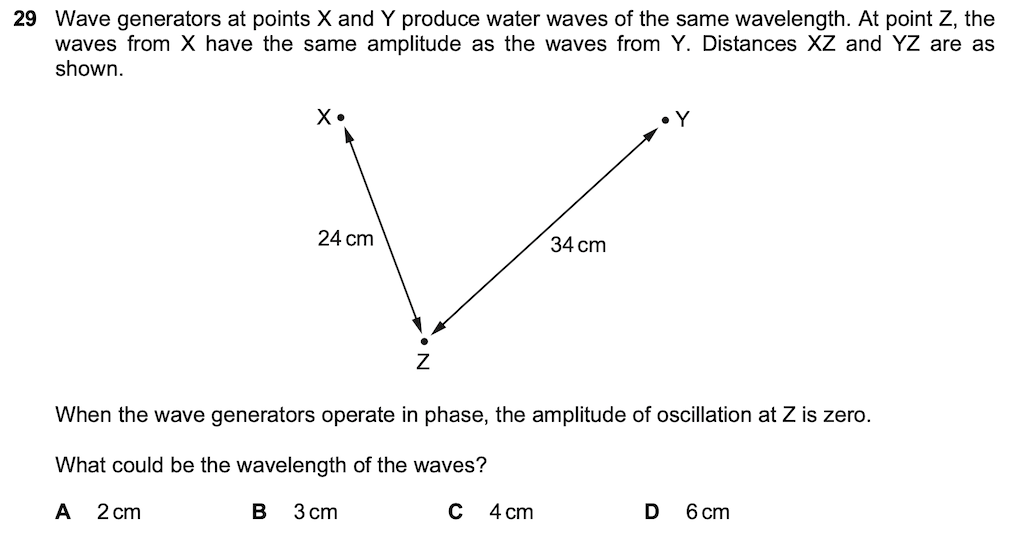 29 Wave generators at points X and Y produce water waves of the same wavelength. At point Z, the
waves from X have the same amplitude as the waves from Y. Distances XZ and YZ are as
shown.
X
Y
24 cm
34 cm
Z
When the wave generators operate in phase, the amplitude of oscillation at Z is zero.
What could be the wavelength of the waves?
A 2 cm B 3 cm C 4 cm D 6 cm